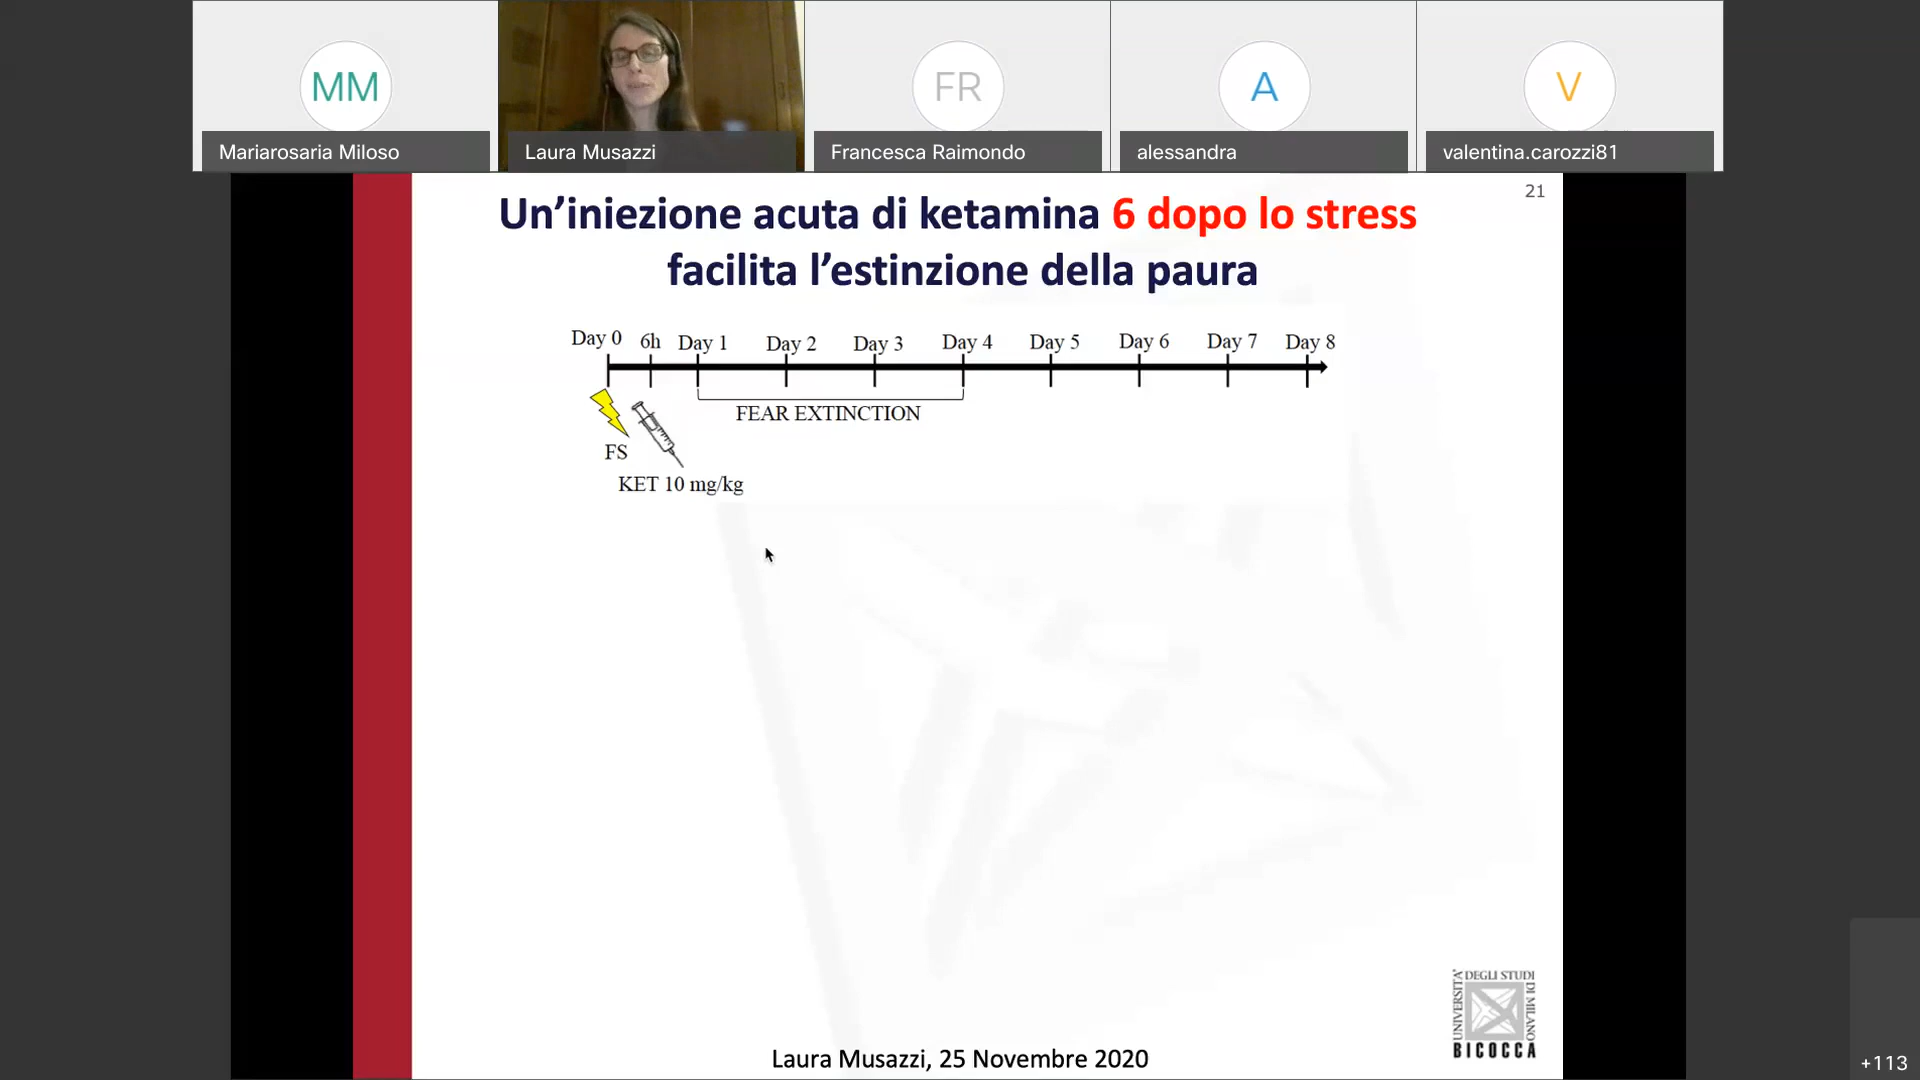 MM
FR
A
V
Mariarosaria Miloso
Laura Musazzi
Francesca Raimondo
alessandra
valentina.carozzi81
21
Un’iniezione acuta di ketamina 6 dopo lo stress
facilita l’estinzione della paura
Day 0 6h Day 1 Day 2 Day 3 Day 4 Day 5 Day 6 Day 7 Day 8
FEAR EXTINCTION
FS
KET 10 mg/kg
UNIVERSITA’ DEGLI STUDI DI MILANO
BICOCCA
Laura Musazzi, 25 Novembre 2020
+113